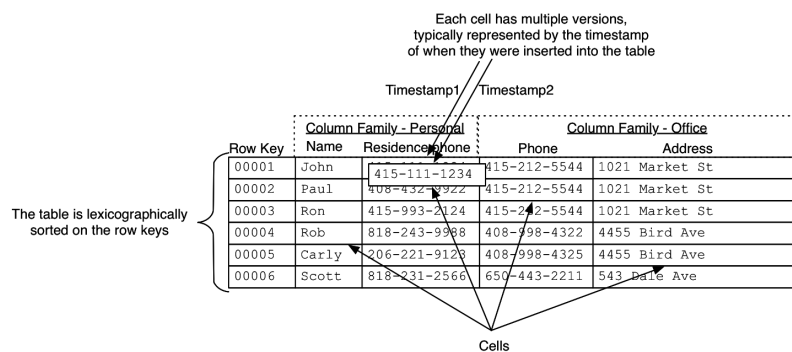 Each cell has multiple versions,
typically represented by the timestamp
of when they were inserted into the table
Timestamp1 Timestamp2
Column Family - Personal Column Family - Office
Row Key Name Residence phone Phone Address
00001 John 415-212-5544 1021 Market St
415-111-1234
00002 Paul 408-432-9922 415-212-5544 1021 Market St
The table is lexicographically
sorted on the row keys
00003 Ron 415-993-2124 415-212-5544 1021 Market St
00004 Rob 818-243-9988 408-998-4322 4455 Bird Ave
00005 Carly 206-221-9123 408-998-4325 4455 Bird Ave
00006 Scott 818-231-2566 650-443-2211 543 Dale Ave
Cells